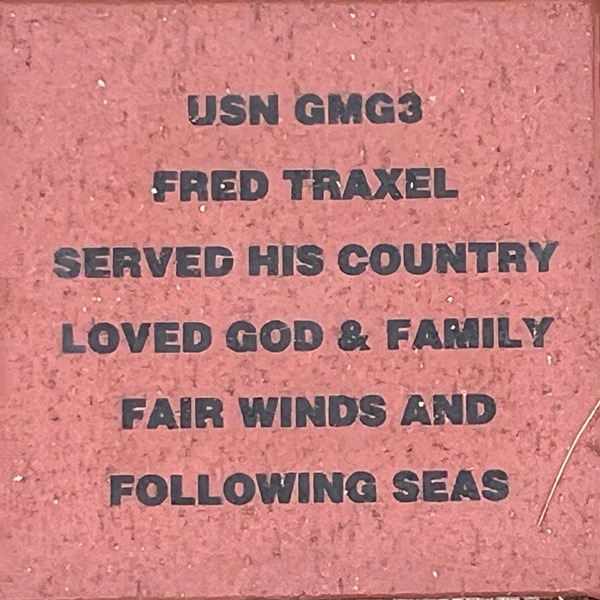 USN GMG3
FRED TRAXEL
SERVED HIS COUNTRY
LOVED GOD & FAMILY
FAIR WINDS AND
FOLLOWING SEAS